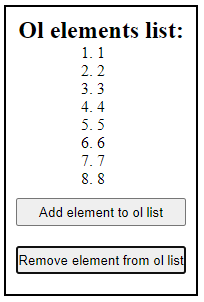 Ol elements list:
1. 1
2. 2
3. 3
4. 4
5. 5
6. 6
7. 7
8. 8
Add element to ol list
Remove element from ol list